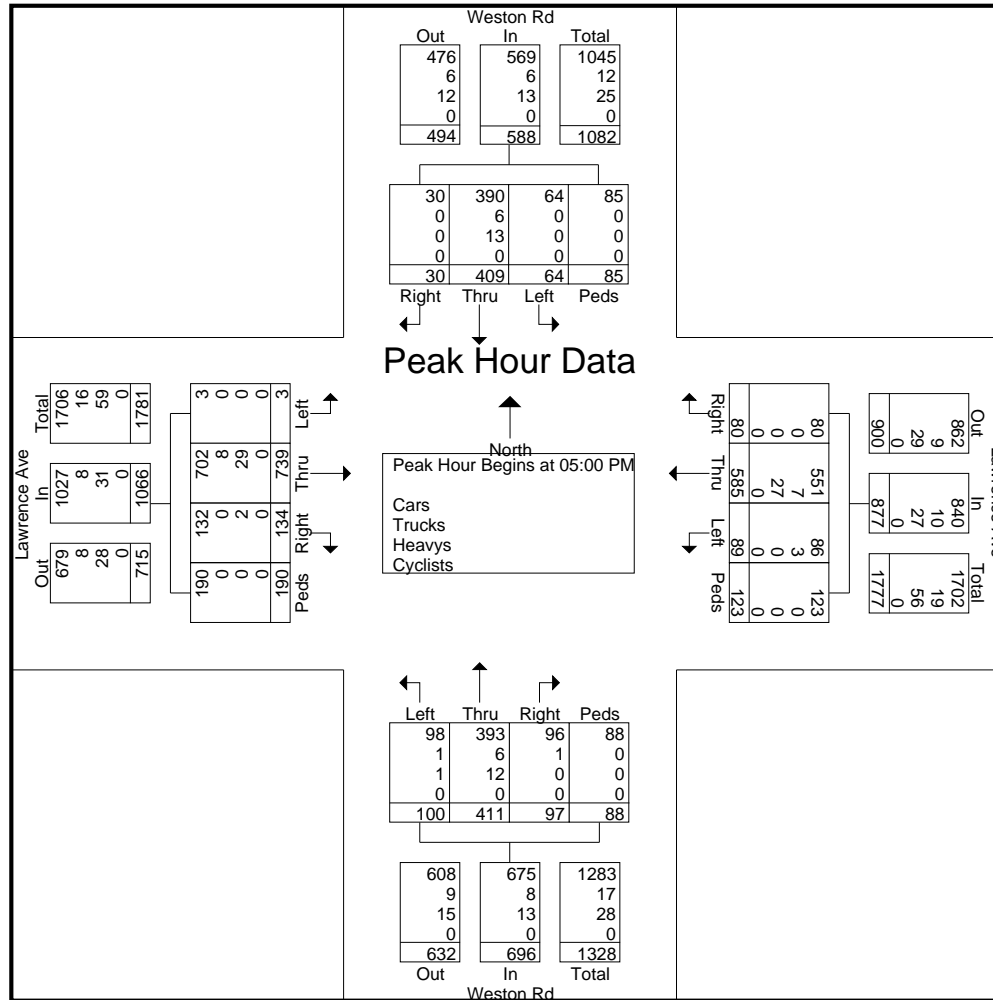 Weston Rd
Out In Total
476 569 1045
6 6 12
12 13 25
0 0 0
494 588 1082
30 390 64 85
0 6 0 0
0 13 0 0
0 0 0 0
30 409 64 85
Right Thru Left Peds
Peak Hour Data
North
Peak Hour Begins at 05:00 PM
Cars
Trucks
Heavys
Cyclists
Lawrence Ave
Out In Total
679 1027 1706
8 8 16
28 31 59
0 0 0
715 1066 1781
190 132 702 3
0 0 8 0
0 2 29 0
0 0 0 0
190 134 739 3
Peds Right Thru Left
Out In Total
862 840 1702
9 10 19
29 27 56
0 0 0
900 877 1777
80 551 86 123
0 7 3 0
0 27 0 0
0 0 0 0
80 585 89 123
Right Thru Left Peds
Left Thru Right Peds
98 393 96 88
1 6 1 0
1 12 0 0
0 0 0 0
100 411 97 88
608 675 1283
9 8 17
15 13 28
0 0 0
632 696 1328
Out In Total
Weston Rd